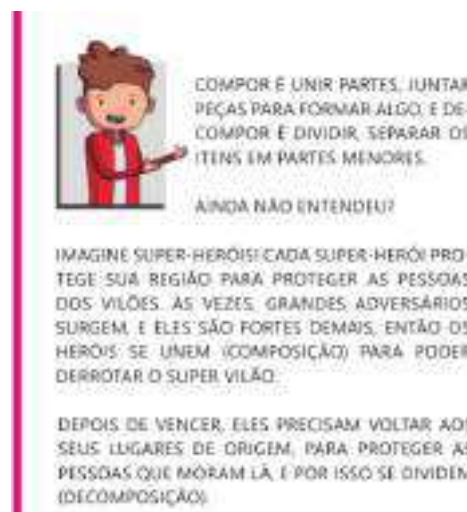 COMPOR É UNIR PARTES, JUNTAR
PEÇAS PARA FORMAR ALGO, E DE-
COMPOR É DIVIDIR, SEPARAR OS
ITENS EM PARTES MENORES.
AINDA NÃO ENTENDEU?
IMAGINE SUPER-HERÓIS! CADA SUPER-HERÓI PRO-
TEGE SUA REGIÃO PARA PROTEGER AS PESSOAS
DOS VILÕES. AS VEZES, GRANDES ADVERSÁRIOS
SURGEM, E ELES SÃO FORTES DEMAIS, ENTÃO OS
HERÓIS SE UNEM (COMPOSIÇÃO) PARA PODER
DERROTAR O SUPER VILÃO.
DEPOIS DE VENCER, ELES PRECISAM VOLTAR AOS
SEUS LUGARES DE ORIGEM, PARA PROTEGER AS
PESSOAS QUE MORAM LÁ, E POR ISSO SE DIVIDEM
(DECOMPOSIÇÃO).